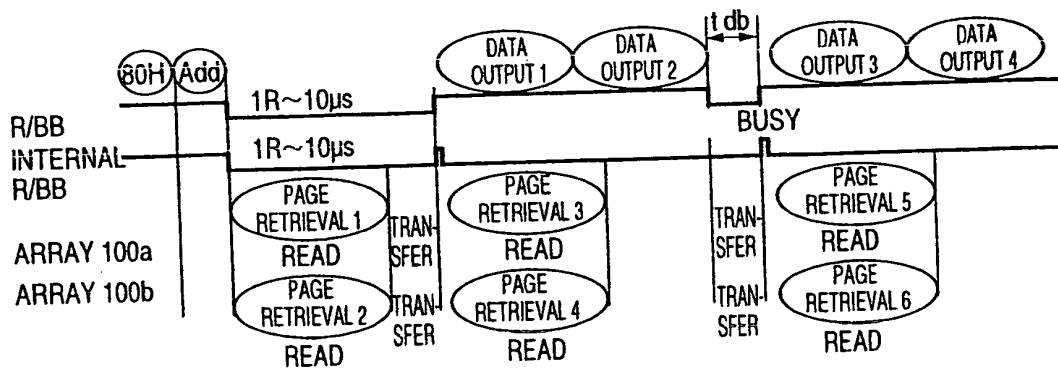 t db
80H Add
DATA OUTPUT 1
DATA OUTPUT 2
DATA OUTPUT 3
DATA OUTPUT 4
R/BB
1R~10µs
BUSY
INTERNAL R/BB
1R~10µs
ARRAY 100a
PAGE RETRIEVAL 1
READ
TRAN-
SFER
PAGE RETRIEVAL 3
READ
TRAN-
SFER
PAGE RETRIEVAL 5
READ
ARRAY 100b
PAGE RETRIEVAL 2
READ
TRAN-
SFER
PAGE RETRIEVAL 4
READ
TRAN-
SFER
PAGE RETRIEVAL 6
READ